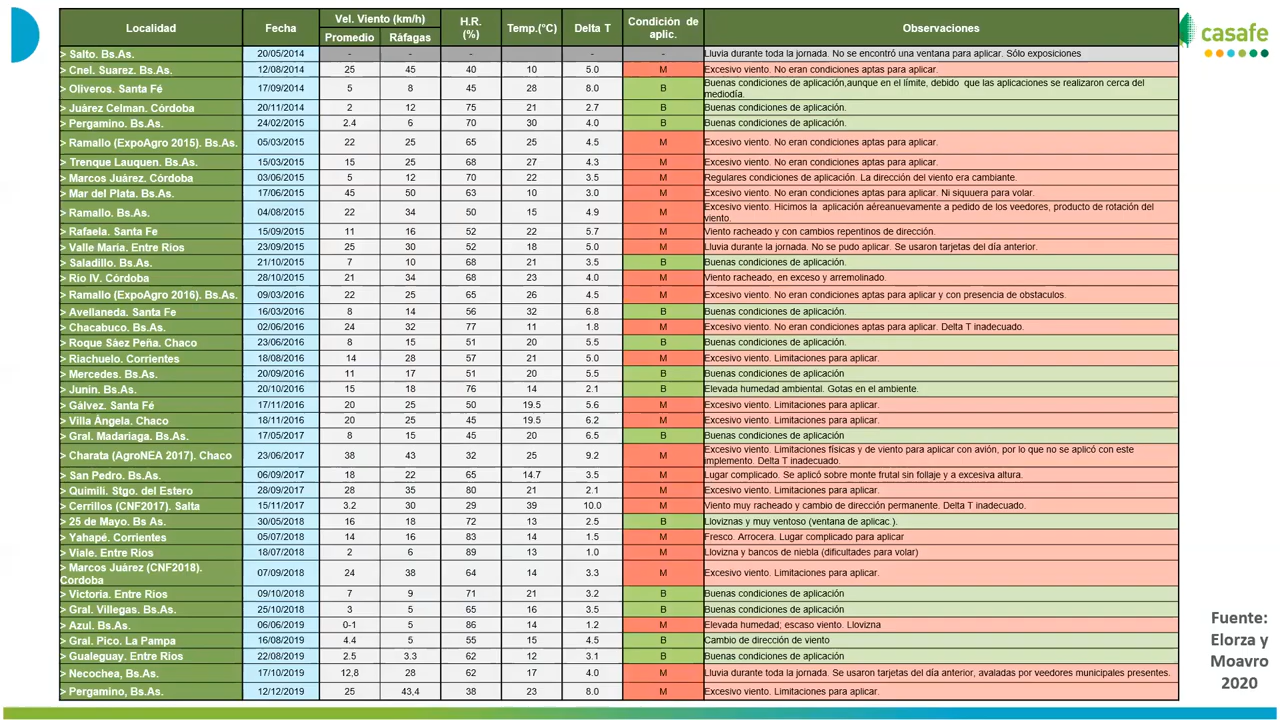 Localidad Fecha Vel. Viento (km/h) H.R. (%) Temp.(°C) Delta T Condición de aplic. Observaciones
Promedio Ráfagas
> Salto. Bs.As. 20/05/2014 - - - - - - Lluvia durante toda la jornada. No se encontró una ventana para aplicar. Sólo exposiciones
> Cnel. Suarez. Bs.As. 12/08/2014 25 45 40 10 5.0 M Excesivo viento. No eran condiciones aptas para aplicar.
> Oliveros. Santa Fé 17/09/2014 5 8 45 28 8.0 B Buenas condiciones de aplicación,aunque en el límite, debido que las aplicaciones se realizaron cerca del
mediodía.
> Juárez Celman. Córdoba 20/11/2014 2 12 75 21 2.7 B Buenas condiciones de aplicación.
> Pergamino. Bs.As. 24/02/2015 2.4 6 70 30 4.0 B Buenas condiciones de aplicación.
> Ramallo (ExpoAgro 2015). Bs.As. 05/03/2015 22 25 65 25 4.5 M Excesivo viento. No eran condiciones aptas para aplicar.
> Trenque Lauquen. Bs.As. 15/03/2015 15 25 68 27 4.3 M Excesivo viento. No eran condiciones aptas para aplicar.
> Marcos Juárez. Córdoba 03/06/2015 5 12 70 22 3.5 M Regulares condiciones de aplicación. La dirección del viento era cambiante.
> Mar del Plata. Bs.As. 17/06/2015 45 50 63 10 3.0 M Excesivo viento. No eran condiciones aptas para aplicar. Ni siquuera para volar.
> Ramallo. Bs.As. 04/08/2015 22 34 50 15 4.9 M Excesivo viento. Hicimos la aplicación aéreanuevamente a pedido de los veedores, producto de rotación del
viento.
> Rafaela. Santa Fe 15/09/2015 11 16 52 22 5.7 M Viento racheado y con cambios repentinos de dirección.
> Valle María. Entre Ríos 23/09/2015 25 30 52 18 5.0 M Lluvia durante la jornada. No se pudo aplicar. Se usaron tarjetas del día anterior.
> Saladillo. Bs.As. 21/10/2015 7 10 68 21 3.5 B Buenas condiciones de aplicación.
> Río IV. Córdoba 28/10/2015 21 34 68 23 4.0 M Viento racheado, en exceso y arremolinado.
> Ramallo (ExpoAgro 2016). Bs.As. 09/03/2016 22 25 65 26 4.5 M Excesivo viento. No eran condiciones aptas para aplicar y con presencia de obstaculos.
> Avellaneda. Santa Fe 16/03/2016 8 14 56 32 6.8 B Buenas condiciones de aplicación.
> Chacabuco. Bs.As. 02/06/2016 24 32 77 11 1.8 M Excesivo viento. No eran condiciones aptas para aplicar. Delta T inadecuado.
> Roque Sáez Peña. Chaco 23/06/2016 8 15 51 20 5.5 B Buenas condiciones de aplicación.
> Riachuelo. Corrientes 18/08/2016 14 28 57 21 5.0 M Excesivo viento. Limitaciones para aplicar.
> Mercedes. Bs.As. 20/09/2016 11 17 51 20 5.5 B Buenas condiciones de aplicación
> Junín. Bs.As. 20/10/2016 15 18 76 14 2.1 B Elevada humedad ambiental. Gotas en el ambiente.
> Gálvez. Santa Fé 17/11/2016 20 25 50 19.5 5.6 M Excesivo viento. Limitaciones para aplicar.
> Villa Ángela. Chaco 18/11/2016 20 25 45 19.5 6.2 M Excesivo viento. Limitaciones para aplicar.
> Gral. Madariaga. Bs.As. 17/05/2017 8 15 45 20 6.5 B Buenas condiciones de aplicación
> Charata (AgroNEA 2017). Chaco 23/06/2017 38 43 32 25 9.2 M Excesivo viento. Limitaciones físicas y de viento para aplicar con avión, por lo que no se aplicó con este
implemento. Delta T inadecuado.
> San Pedro. Bs.As. 06/09/2017 18 22 65 14.7 3.5 M Lugar complicado. Se aplicó sobre monte frutal sin follaje y a excesiva altura.
> Quimilí. Stgo. del Estero 28/09/2017 28 35 80 21 2.1 M Excesivo viento. Limitaciones para aplicar.
> Cerrillos (CNF2017). Salta 15/11/2017 3.2 30 29 39 10.0 M Viento muy racheado y cambio de dirección permanente. Delta T inadecuado.
> 25 de Mayo. Bs As. 30/05/2018 16 18 72 13 2.5 B Lloviznas y muy ventoso (ventana de aplicac.).
> Yahapé. Corrientes 05/07/2018 14 16 83 14 1.5 M Fresco. Arrocera. Lugar complicado para aplicar
> Viale. Entre Ríos 18/07/2018 2 6 89 13 1.0 M Llovizna y bancos de niebla (dificultades para volar)
> Marcos Juárez (CNF2018).
Cordoba 07/09/2018 24 38 64 14 3.3 M Excesivo viento. Limitaciones para aplicar.
> Victoria. Entre Ríos 09/10/2018 7 9 71 21 3.2 B Buenas condiciones de aplicación
> Gral. Villegas. Bs.As. 25/10/2018 3 5 65 16 3.5 B Buenas condiciones de aplicación
> Azul. Bs.As. 06/06/2019 0-1 5 86 14 1.2 M Elevada humedad; escaso viento. Llovizna
> Gral. Pico. La Pampa 16/08/2019 4.4 5 55 15 4.5 B Cambio de dirección de viento
> Gualeguay. Entre Ríos 22/08/2019 2.5 3.3 62 12 3.1 B Buenas condiciones de aplicación
> Necochea, Bs.As. 17/10/2019 12,8 28 62 17 4.0 M Lluvia durante toda la jornada. Se usaron tarjetas del día anterior, avaladas por veedores municipales presentes.
> Pergamino, Bs.As. 12/12/2019 25 43,4 38 23 8.0 M Excesivo viento. Limitaciones para aplicar.
casafe
Fuente:
Elorza y
Moavro
2020